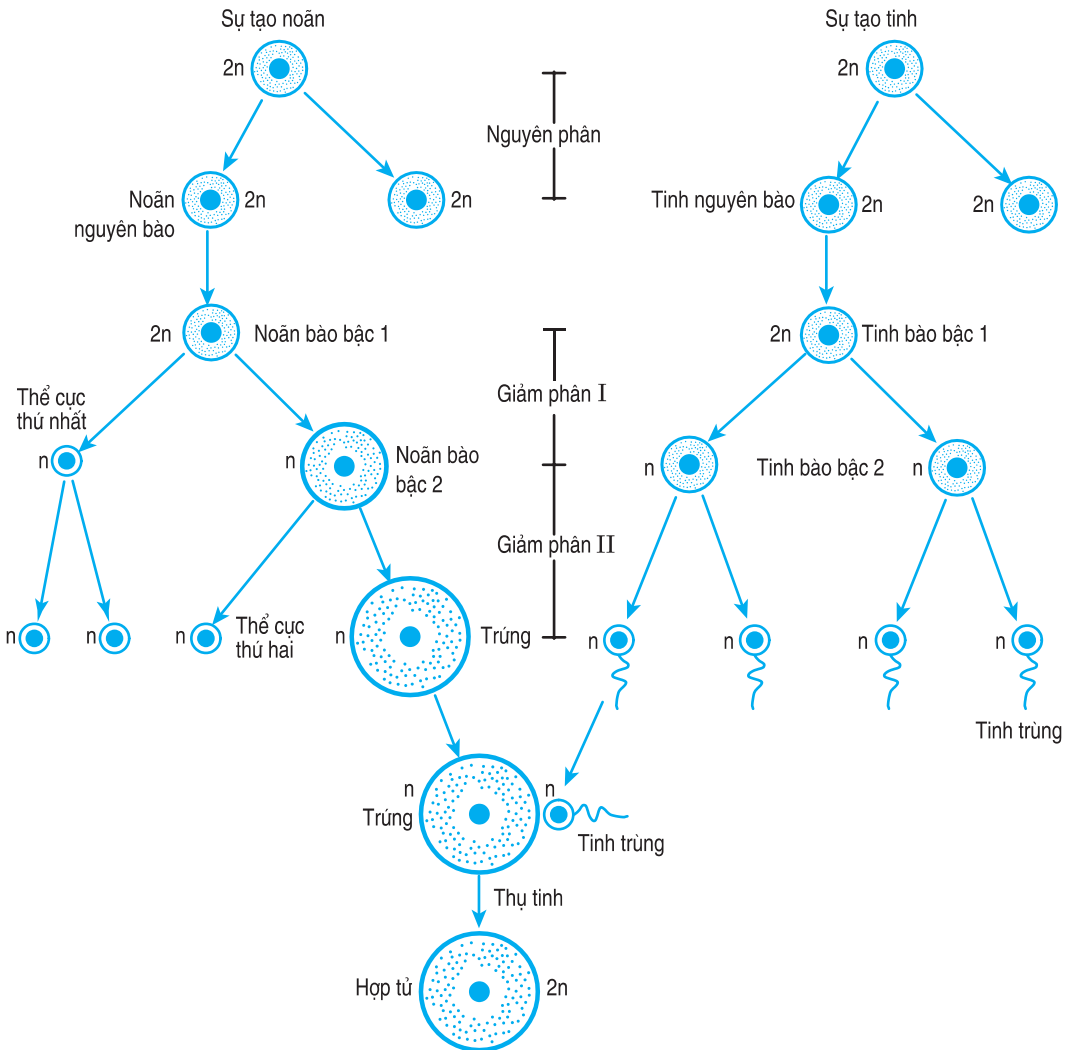 Sự tạo noãn
Sự tạo tinh
2n
2n
Nguyên phân
Noãn
nguyên bào
2n
2n
Tinh nguyên bào
2n
2n
2n
Noãn bào bậc 1
2n
Tinh bào bậc 1
Giảm phân I
Thể cực
thứ nhất
n
n
Noãn bào
bậc 2
n
Tinh bào bậc 2
n
Giảm phân II
n
n
n
Thể cực
thứ hai
n
Trứng
n
n
n
n
Tinh trùng
n
Trứng
n
Tinh trùng
Thụ tinh
Hợp tử
2n